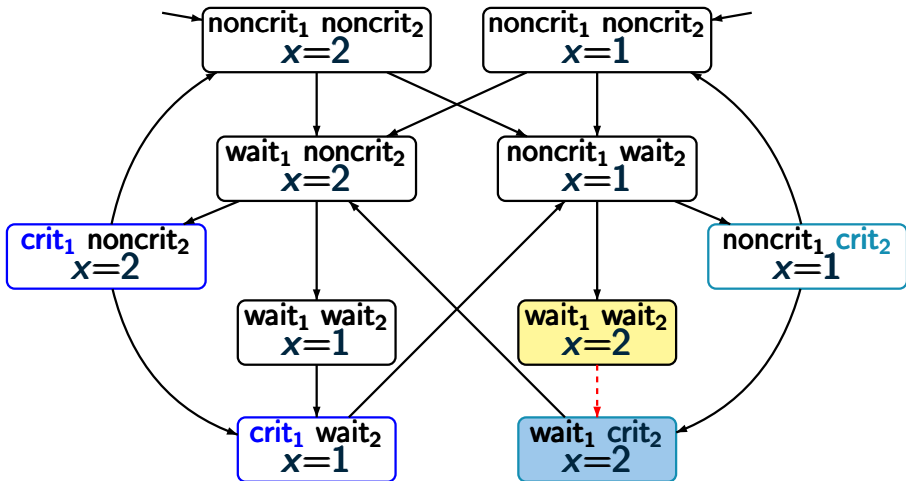 noncrit₁ noncrit₂
x=2
noncrit₁ noncrit₂
x=1
wait₁ noncrit₂
x=2
noncrit₁ wait₂
x=1
crit₁ noncrit₂
x=2
noncrit₁ crit₂
x=1
wait₁ wait₂
x=1
wait₁ wait₂
x=2
crit₁ wait₂
x=1
wait₁ crit₂
x=2